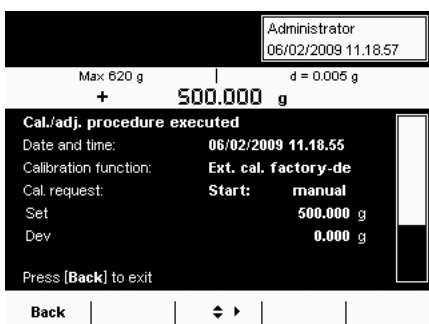 Administrator
06/02/2009 11.18.57
Max 620 g d = 0.005 g
+ 500.000 g
Cal./adj. procedure executed
Date and time: 06/02/2009 11.18.55
Calibration function: Ext. cal. factory-de
Cal. request: Start: manual
Set 500.000 g
Dev 0.000 g
Press [Back] to exit
Back